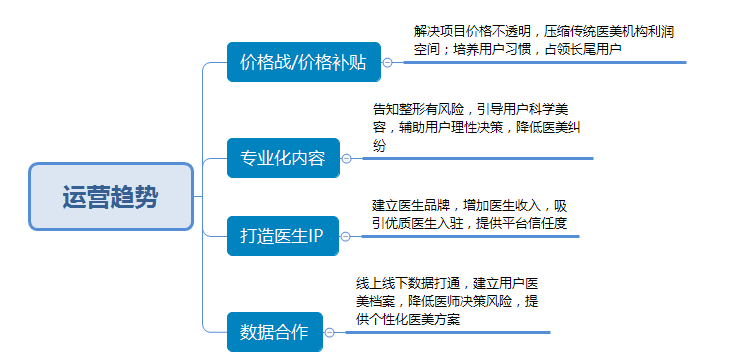 运营趋势
价格战/价格补贴
解决项目价格不透明，压缩传统医美机构利润
空间；培养用户习惯，占领长尾用户
专业化内容
告知整形有风险，引导用户科学美
容，辅助用户理性决策，降低医美纠
纷
打造医生IP
建立医生品牌，增加医生收入，吸
引优质医生入驻，提供平台信任度
数据合作
线上线下数据打通，建立用户医
美档案，降低医师决策风险，提
供个性化医美方案